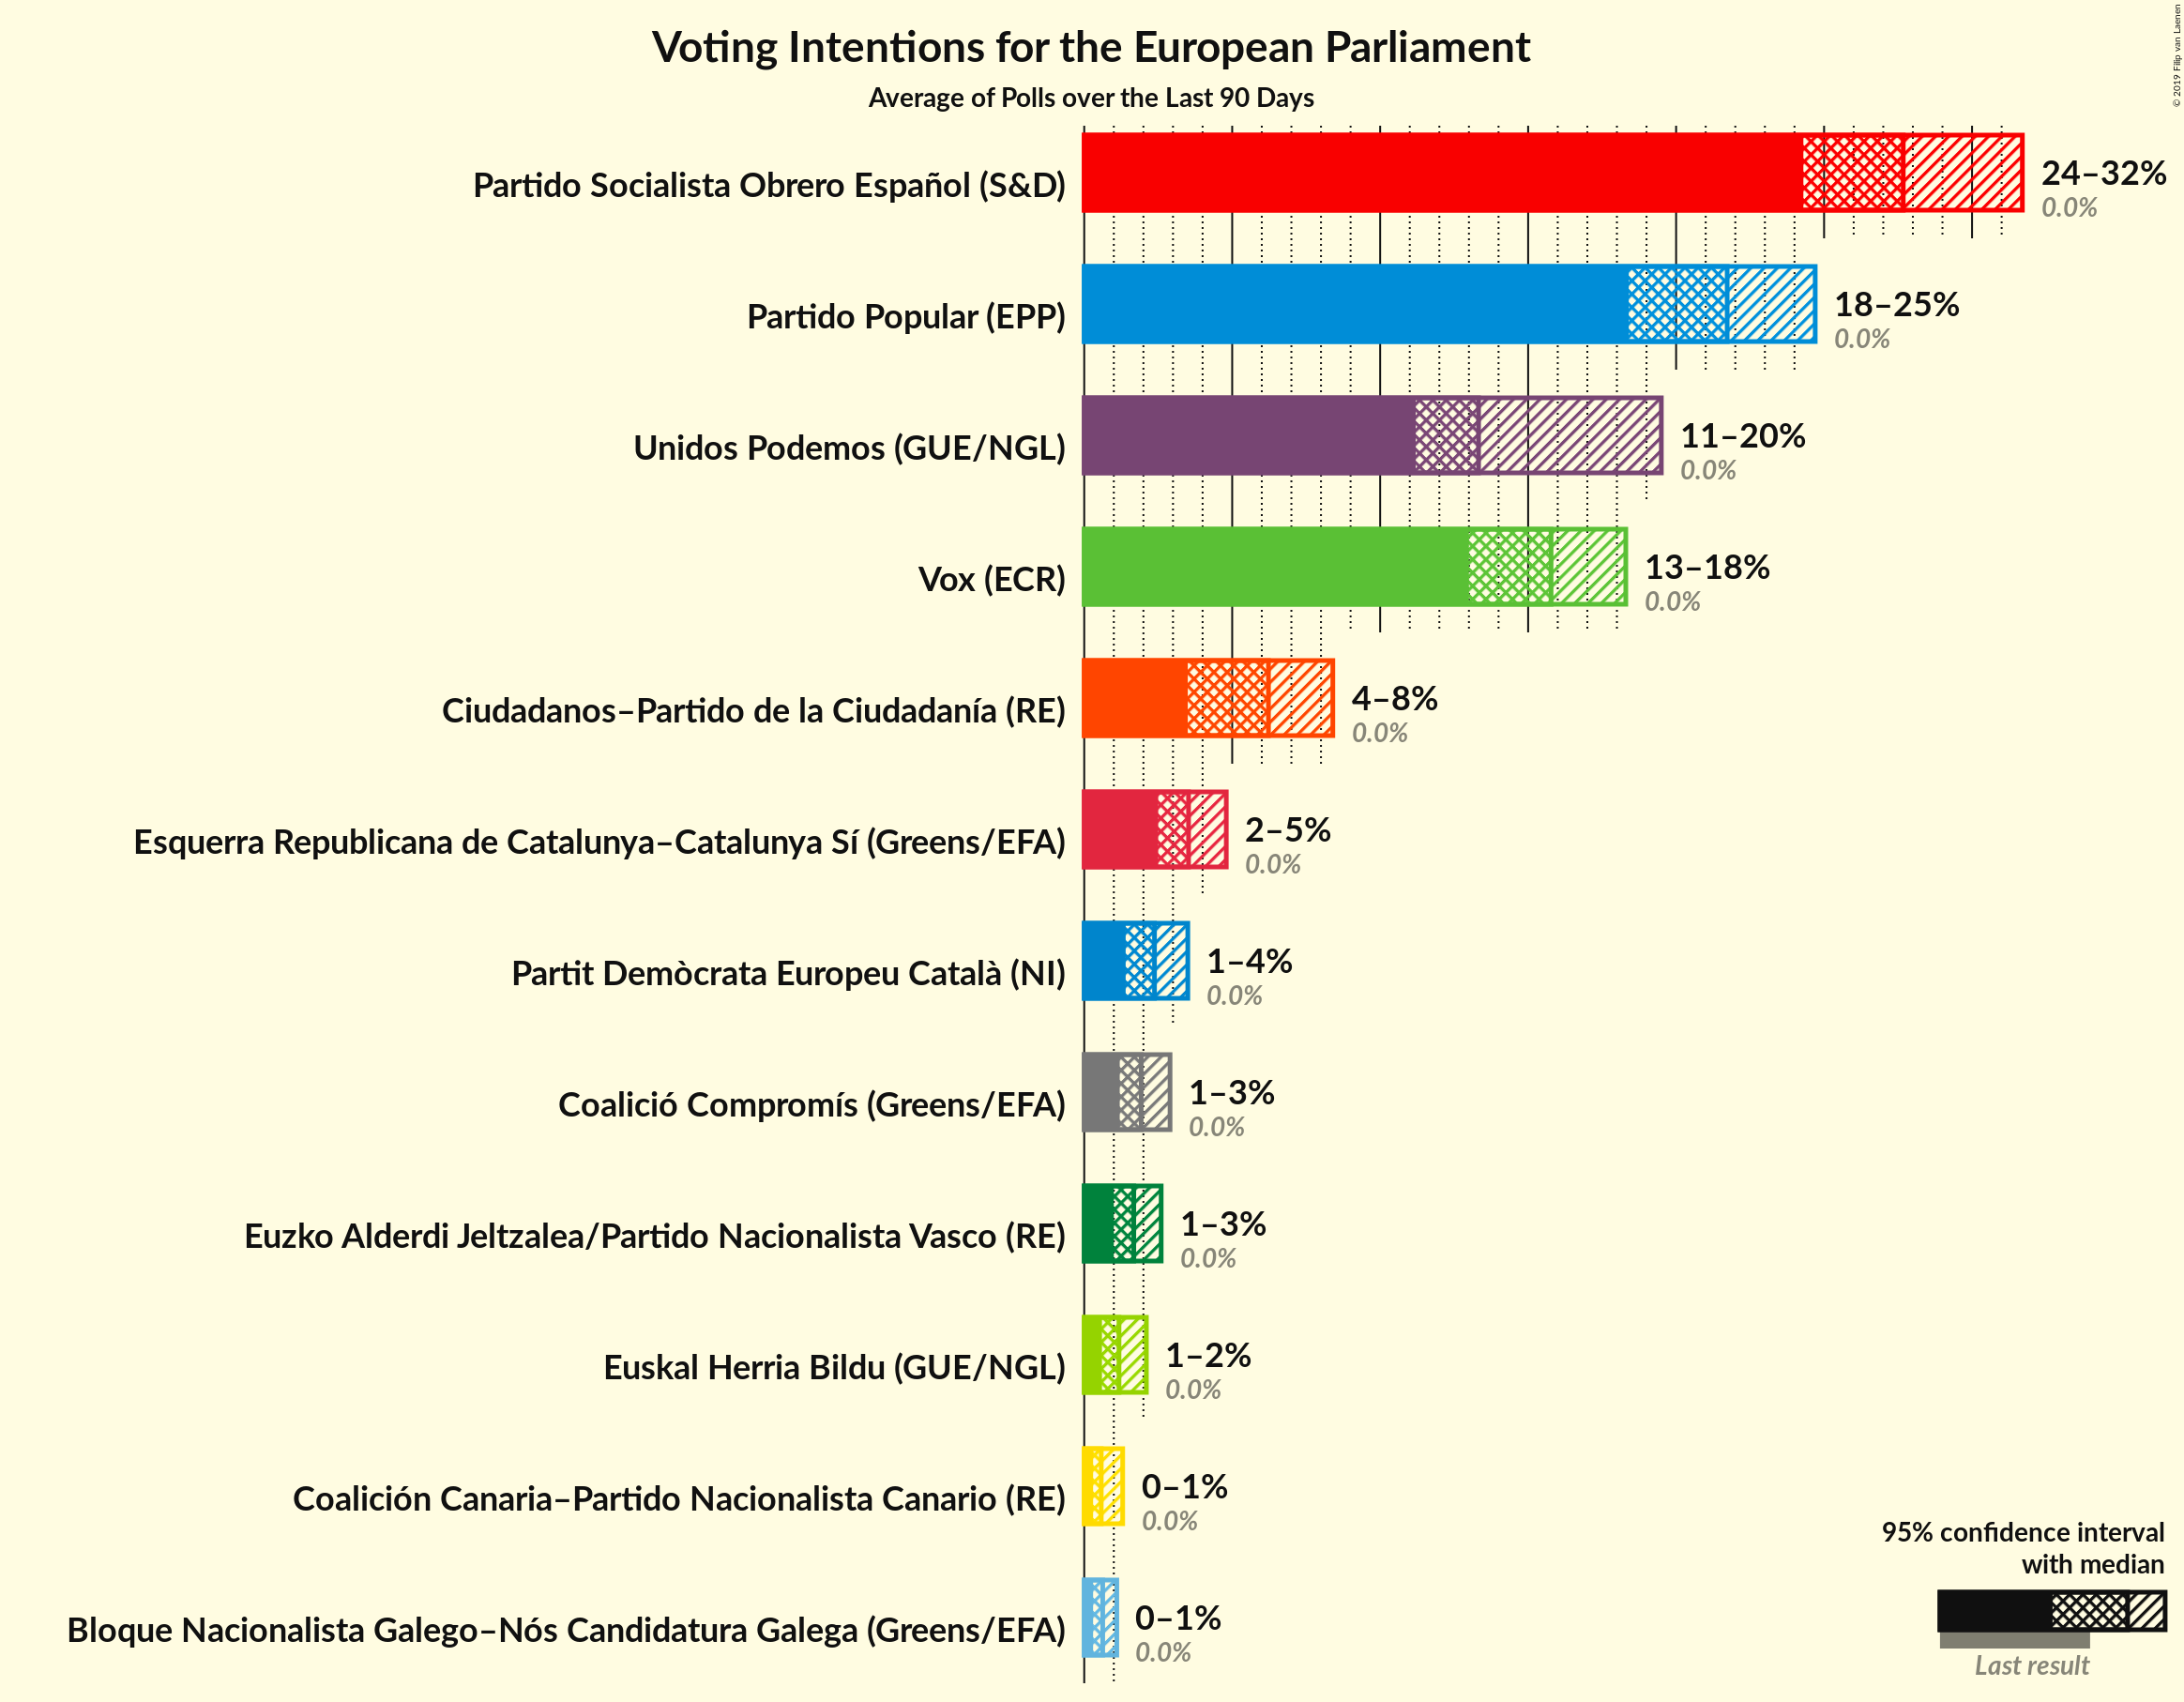 © 2019 Filip van Laenen
Voting Intentions for the European Parliament
Average of Polls over the Last 90 Days
Partido Socialista Obrero Español (S&D)
24–32%
0.0%
Partido Popular (EPP)
18–25%
0.0%
Unidos Podemos (GUE/NGL)
11–20%
0.0%
Vox (ECR)
13–18%
0.0%
Ciudadanos–Partido de la Ciudadanía (RE)
4–8%
0.0%
Esquerra Republicana de Catalunya–Catalunya Sí (Greens/EFA)
2–5%
0.0%
Partit Demòcrata Europeu Català (NI)
1–4%
0.0%
Coalició Compromís (Greens/EFA)
1–3%
0.0%
Euzko Alderdi Jeltzalea/Partido Nacionalista Vasco (RE)
1–3%
0.0%
Euskal Herria Bildu (GUE/NGL)
1–2%
0.0%
Coalición Canaria–Partido Nacionalista Canario (RE)
0–1%
0.0%
Bloque Nacionalista Galego–Nós Candidatura Galega (Greens/EFA)
0–1%
0.0%
95% confidence interval
with median
Last result